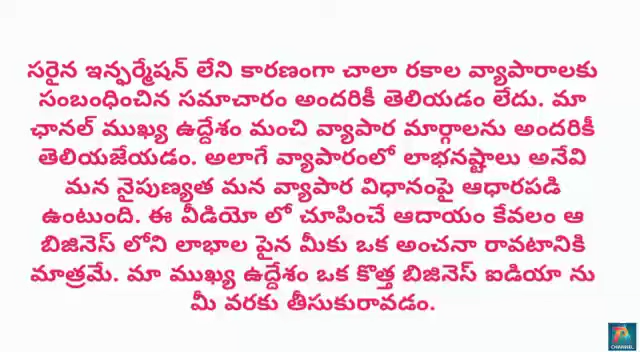 సరైన ఇన్ఫర్మేషన్ లేని కారణంగా చాలా రకాల వ్యాపారాలకు
సంబంధించిన సమాచారం అందరికీ తెలియడం లేదు. మా
ఛానల్ ముఖ్య ఉద్దేశం మంచి వ్యాపార మార్గాలను అందరికీ
తెలియజేయడం. అలాగే వ్యాపారంలో లాభనష్టాలు అనేవి
మన నైపుణ్యత మన వ్యాపార విధానంపై ఆధారపడి
ఉంటుంది. ఈ వీడియో లో చూపించే ఆదాయం కేవలం ఆ
బిజినెస్ లోని లాభాల పైన మీకు ఒక అంచనా రావటానికి
మాత్రమే. మా ముఖ్య ఉద్దేశం ఒక కొత్త బిజినెస్ ఐడియా ను
మీ వరకు తీసుకురావడం.
CHANNEL